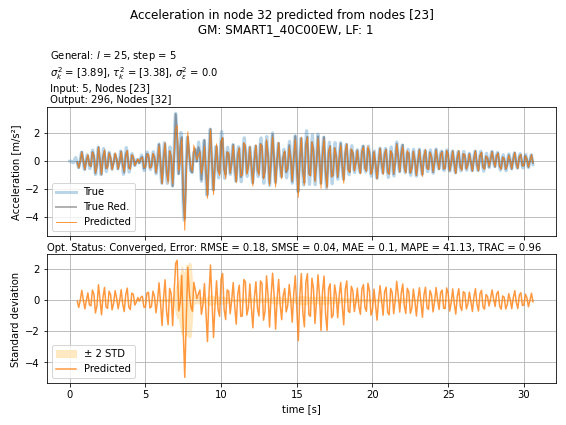 Acceleration in node 32 predicted from nodes [23]
GM: SMART1_40C00EW, LF: 1
General: l = 25, step = 5
σ_k^2 = [3.89], τ_k^2 = [3.38], σ_ε^2 = 0.0
Input: 5, Nodes [23]
Output: 296, Nodes [32]
Acceleration [m/s²]
2
0
−2
−4
True
True Red.
Predicted
Opt. Status: Converged, Error: RMSE = 0.18, SMSE = 0.04, MAE = 0.1, MAPE = 41.13, TRAC = 0.96
Standard deviation
2
0
−2
−4
± 2 STD
Predicted
0 5 10 15 20 25 30
time [s]